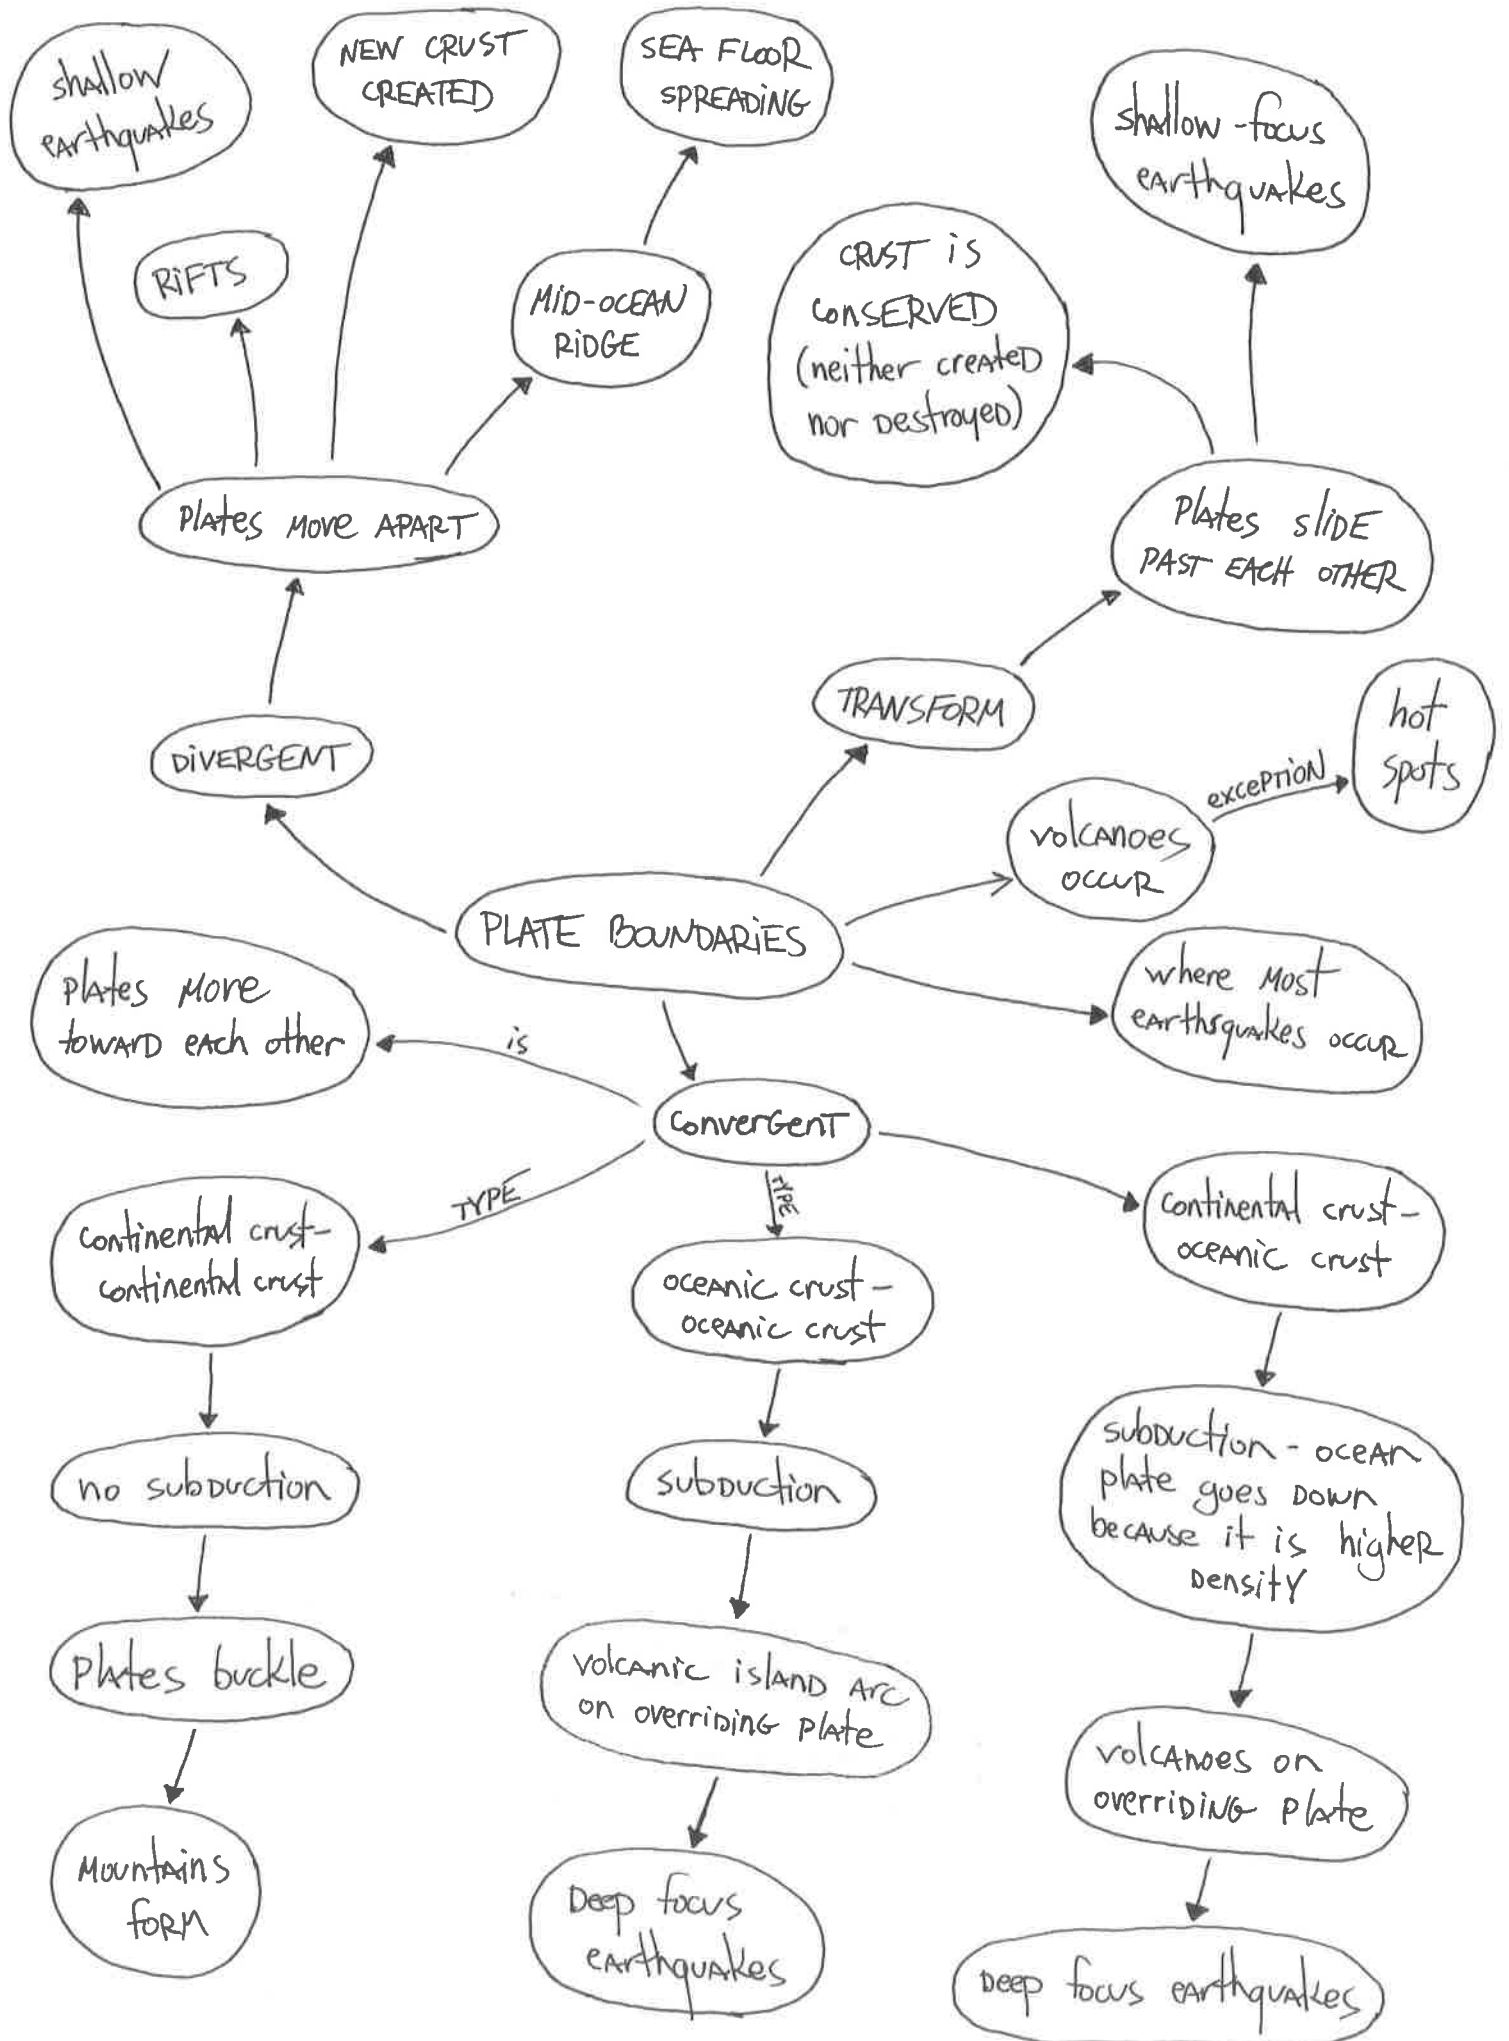 shallow
earthquakes
NEW CRUST
CREATED
SEA FLOOR
SPREADING
shallow-focus
earthquakes
RIFTS
MID-OCEAN
RIDGE
CRUST IS
CONSERVED
(neither created
nor Destroyed)
Plates Move APART
Plates SLIDE
PAST EACH OTHER
DIVERGENT
TRANSFORM
hot
spots
exception
volcanoes
occur
PLATE BOUNDARIES
where Most
earthsquakes occur
plates More
toward each other
is
Convergent
TYPE
TYPE
continental crust-
continental crust
oceanic crust-
oceanic crust
continental crust-
oceanic crust
no subduction
subduction
subduction - ocean
plate goes down
because it is higher
Density
Plates buckle
volcanic island Arc
on overriding plate
volcanoes on
overriding plate
Mountains
form
Deep focus
earthquakes
Deep focus earthquakes